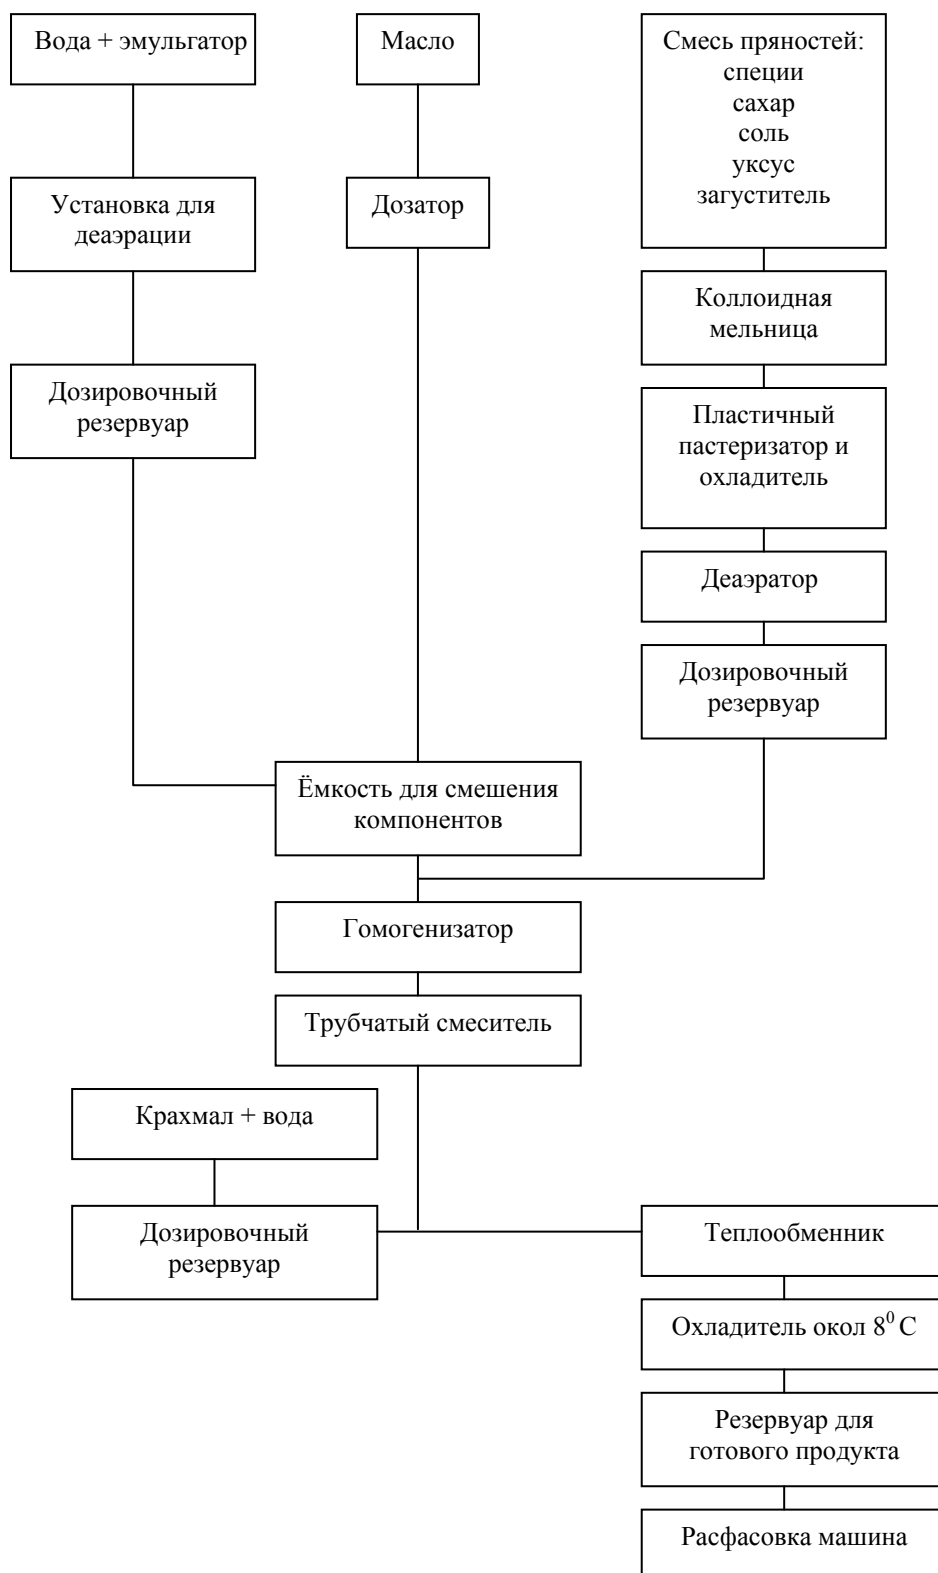 Вода + эмульгатор
Масло
Смесь пряностей:
специи
сахар
соль
уксус
загуститель
Установка для
деаэрации
Дозатор
Коллоидная
мельница
Дозировочный
резервуар
Пластичный
пастеризатор и
охладитель
Деаэратор
Дозировочный
резервуар
Ёмкость для смешения
компонентов
Гомогенизатор
Трубчатый смеситель
Крахмал + вода
Дозировочный
резервуар
Теплообменник
Охладитель окол 8⁰ С
Резервуар для
готового продукта
Расфасовка машина